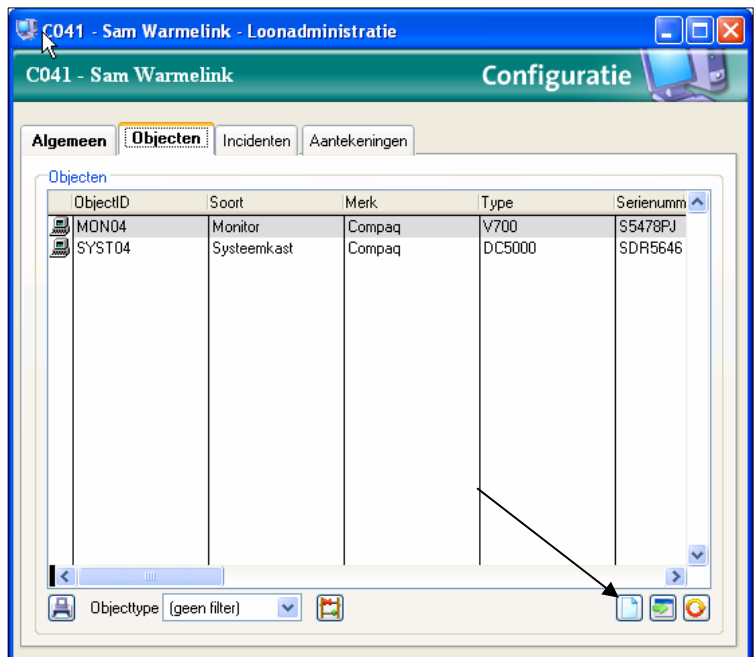 C041 - Sam Warmelink - Loonadministratie
C041 - Sam Warmelink Configuratie
Algemeen Objecten Incidenten Aantekeningen
Objecten
ObjectID Soort Merk Type Serienumm
MON04 Monitor Compaq V700 S5478PJ
SYST04 Systeemkast Compaq DC5000 SDR5646
Objecttype (geen filter)